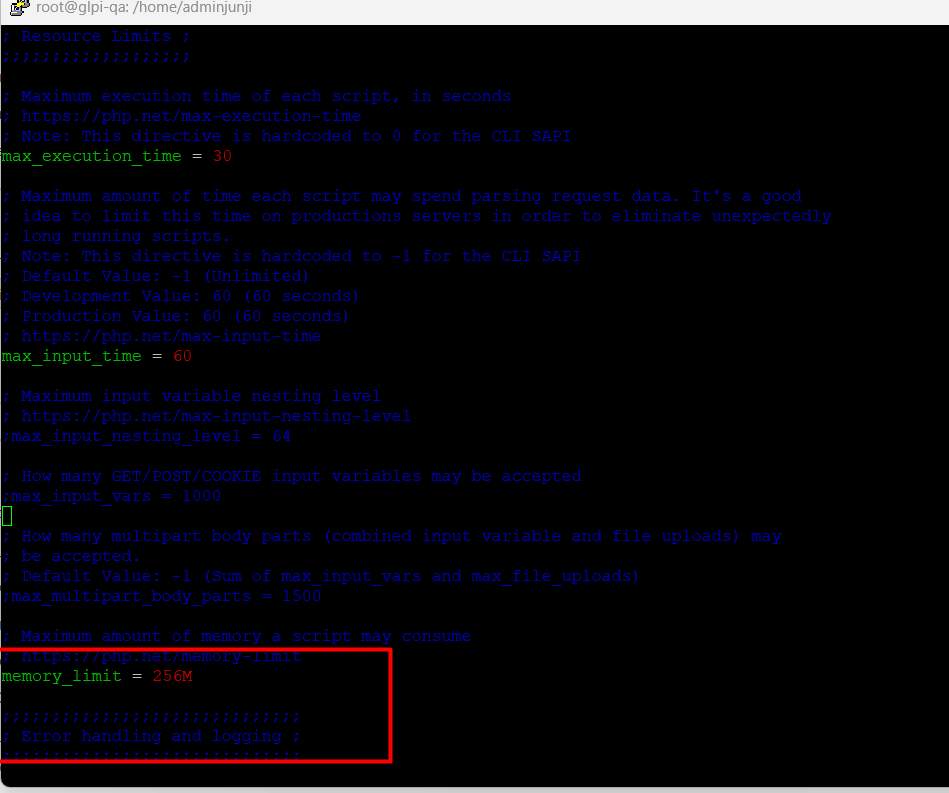 root@glpi-qa: /home/adminjunji
; Resource Limits ;
;;;;;;;;;;;;;;;;;;;
; Maximum execution time of each script, in seconds
; https://php.net/max-execution-time
; Note: This directive is hardcoded to 0 for the CLI SAPI
max_execution_time = 30
; Maximum amount of time each script may spend parsing request data. It's a good
; idea to limit this time on productions servers in order to eliminate unexpectedly
; long running scripts.
; Note: This directive is hardcoded to -1 for the CLI SAPI
; Default Value: -1 (Unlimited)
; Development Value: 60 (60 seconds)
; Production Value: 60 (60 seconds)
; https://php.net/max-input-time
max_input_time = 60
; Maximum input variable nesting level
; https://php.net/max-input-nesting-level
;max_input_nesting_level = 64
; How many GET/POST/COOKIE input variables may be accepted
;max_input_vars = 1000
; How many multipart body parts (combined input variable and file uploads) may
; be accepted.
; Default Value: -1 (Sum of max_input_vars and max_file_uploads)
;max_multipart_body_parts = 1500
; Maximum amount of memory a script may consume
; https://php.net/memory-limit
memory_limit = 256M
;;;;;;;;;;;;;;;;;;;;;;;;;;;;;;
; Error handling and logging ;
;;;;;;;;;;;;;;;;;;;;;;;;;;;;;;